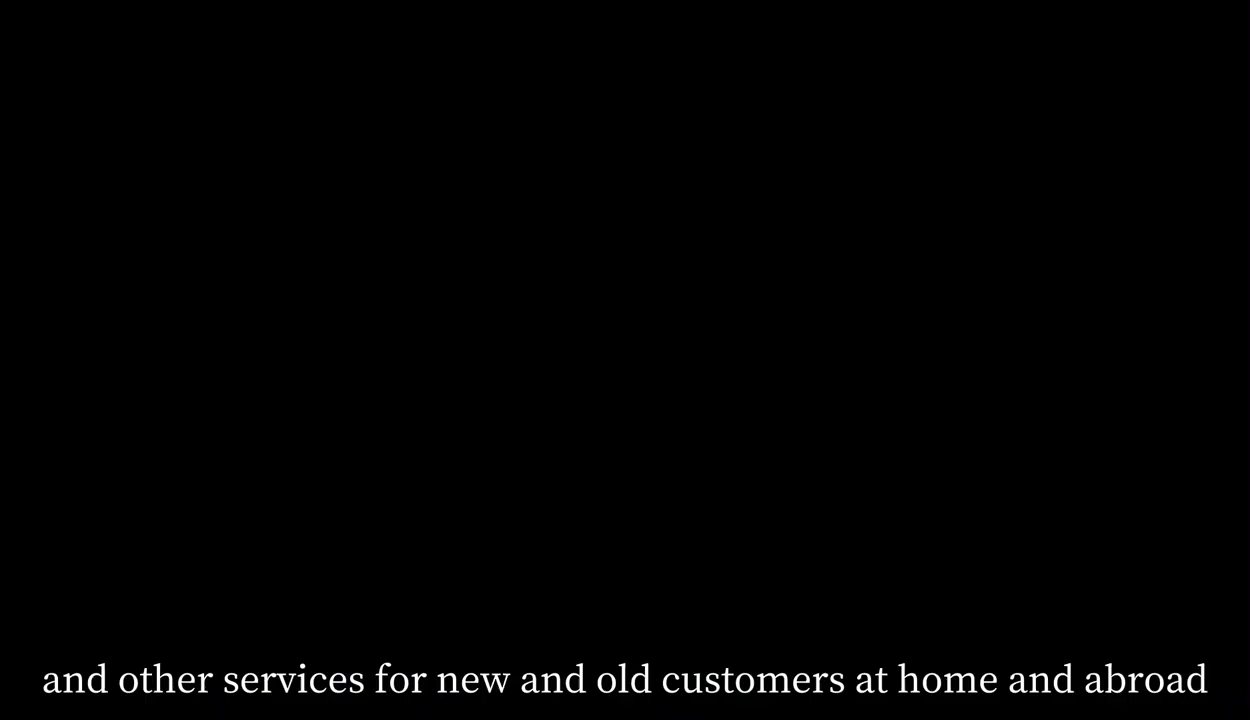 and other services for new and old customers at home and abroad